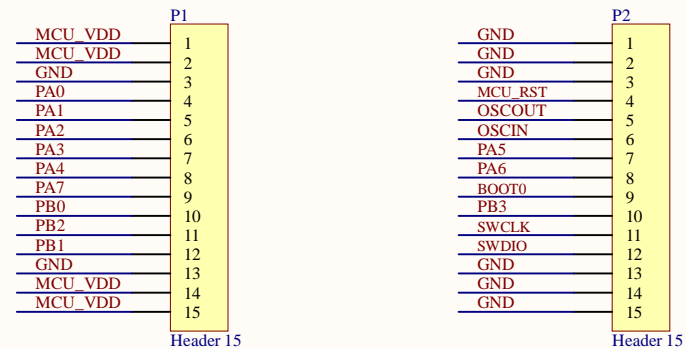 P1
MCU_VDD 1
MCU_VDD 2
GND 3
PA0 4
PA1 5
PA2 6
PA3 7
PA4 8
PA7 9
PB0 10
PB2 11
PB1 12
GND 13
MCU_VDD 14
MCU_VDD 15
Header 15
P2
GND 1
GND 2
GND 3
MCU_RST 4
OSCOUT 5
OSCIN 6
PA5 7
PA6 8
BOOT0 9
PB3 10
SWCLK 11
SWDIO 12
GND 13
GND 14
GND 15
Header 15